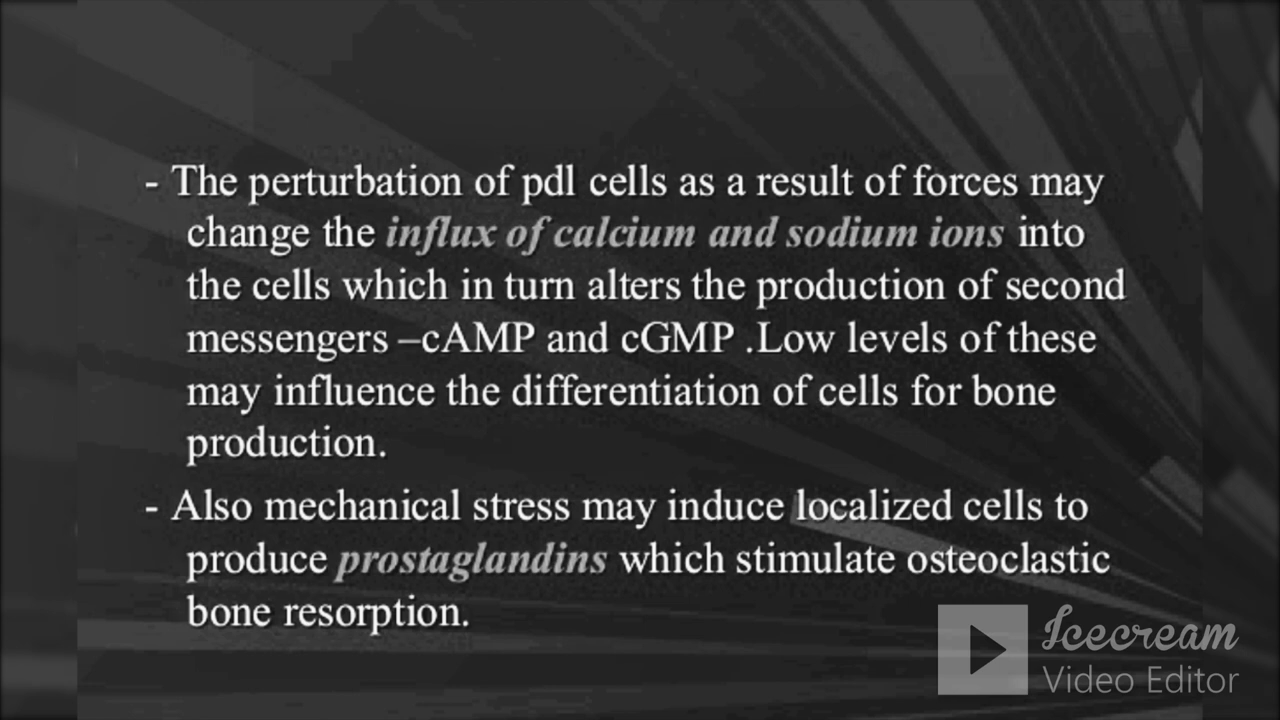 - The perturbation of pdl cells as a result of forces may
change the influx of calcium and sodium ions into
the cells which in turn alters the production of second
messengers –cAMP and cGMP .Low levels of these
may influence the differentiation of cells for bone
production.
- Also mechanical stress may induce localized cells to
produce prostaglandins which stimulate osteoclastic
bone resorption.
Icecream
Video Editor